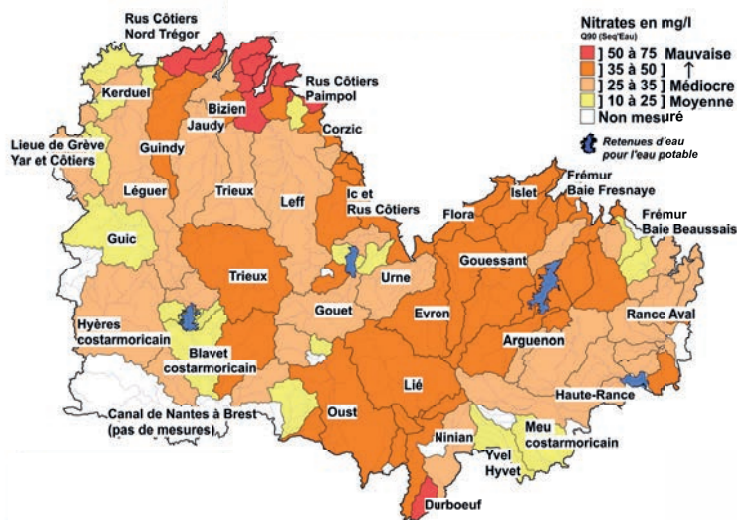 Rus Côtiers
Nord Trégor
Nitrates en mg/l
Q90 (Seq'Eau)
] 50 à 75 ] Mauvaise
] 35 à 50 ] ↑
] 25 à 35 ] Médiocre
] 10 à 25 ] Moyenne
Non mesuré
Retenues d'eau
pour l'eau potable
Rus Côtiers
Paimpol
Kerduel
Bizien
Jaudy
Corzic
Guindy
Lieue de Grève
Yar et Côtiers
Léguer
Trieux
Leff
Ic et
Rus Côtiers
Islet
Frémur
Baie Fresnaye
Flora
Frémur
Baie Beaussais
Guic
Gouessant
Trieux
Urne
Hyères
costarmoricain
Gouet
Evron
Rance Aval
Blavet
costarmoricain
Arguenon
Lié
Haute-Rance
Canal de Nantes à Brest
(pas de mesures)
Oust
Ninian
Meu
costarmoricain
Yvel
Hyvet
Durboeuf